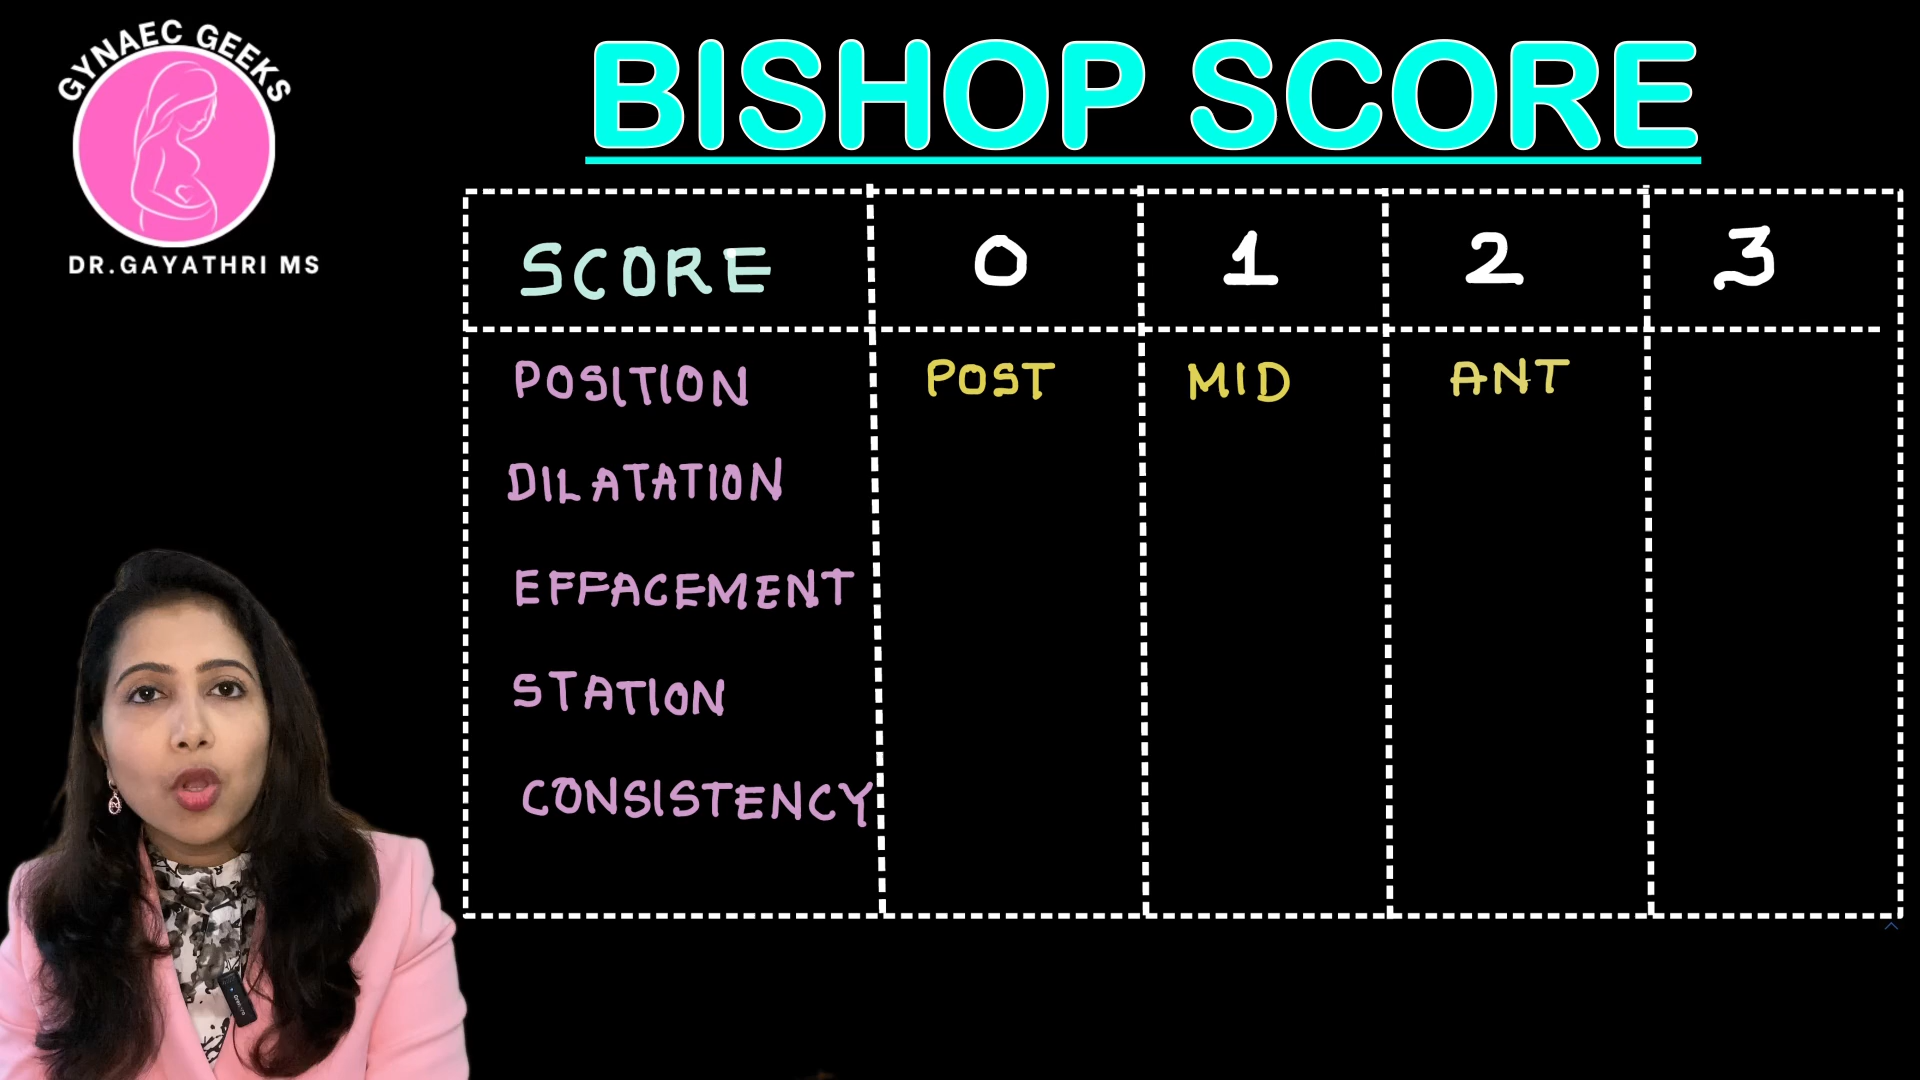 GYNAEC GEEKS
DR.GAYATHRI MS
BISHOP SCORE
SCORE 0 1 2 3
POSITION POST MID ANT
DILATATION
EFFACEMENT
STATION
CONSISTENCY